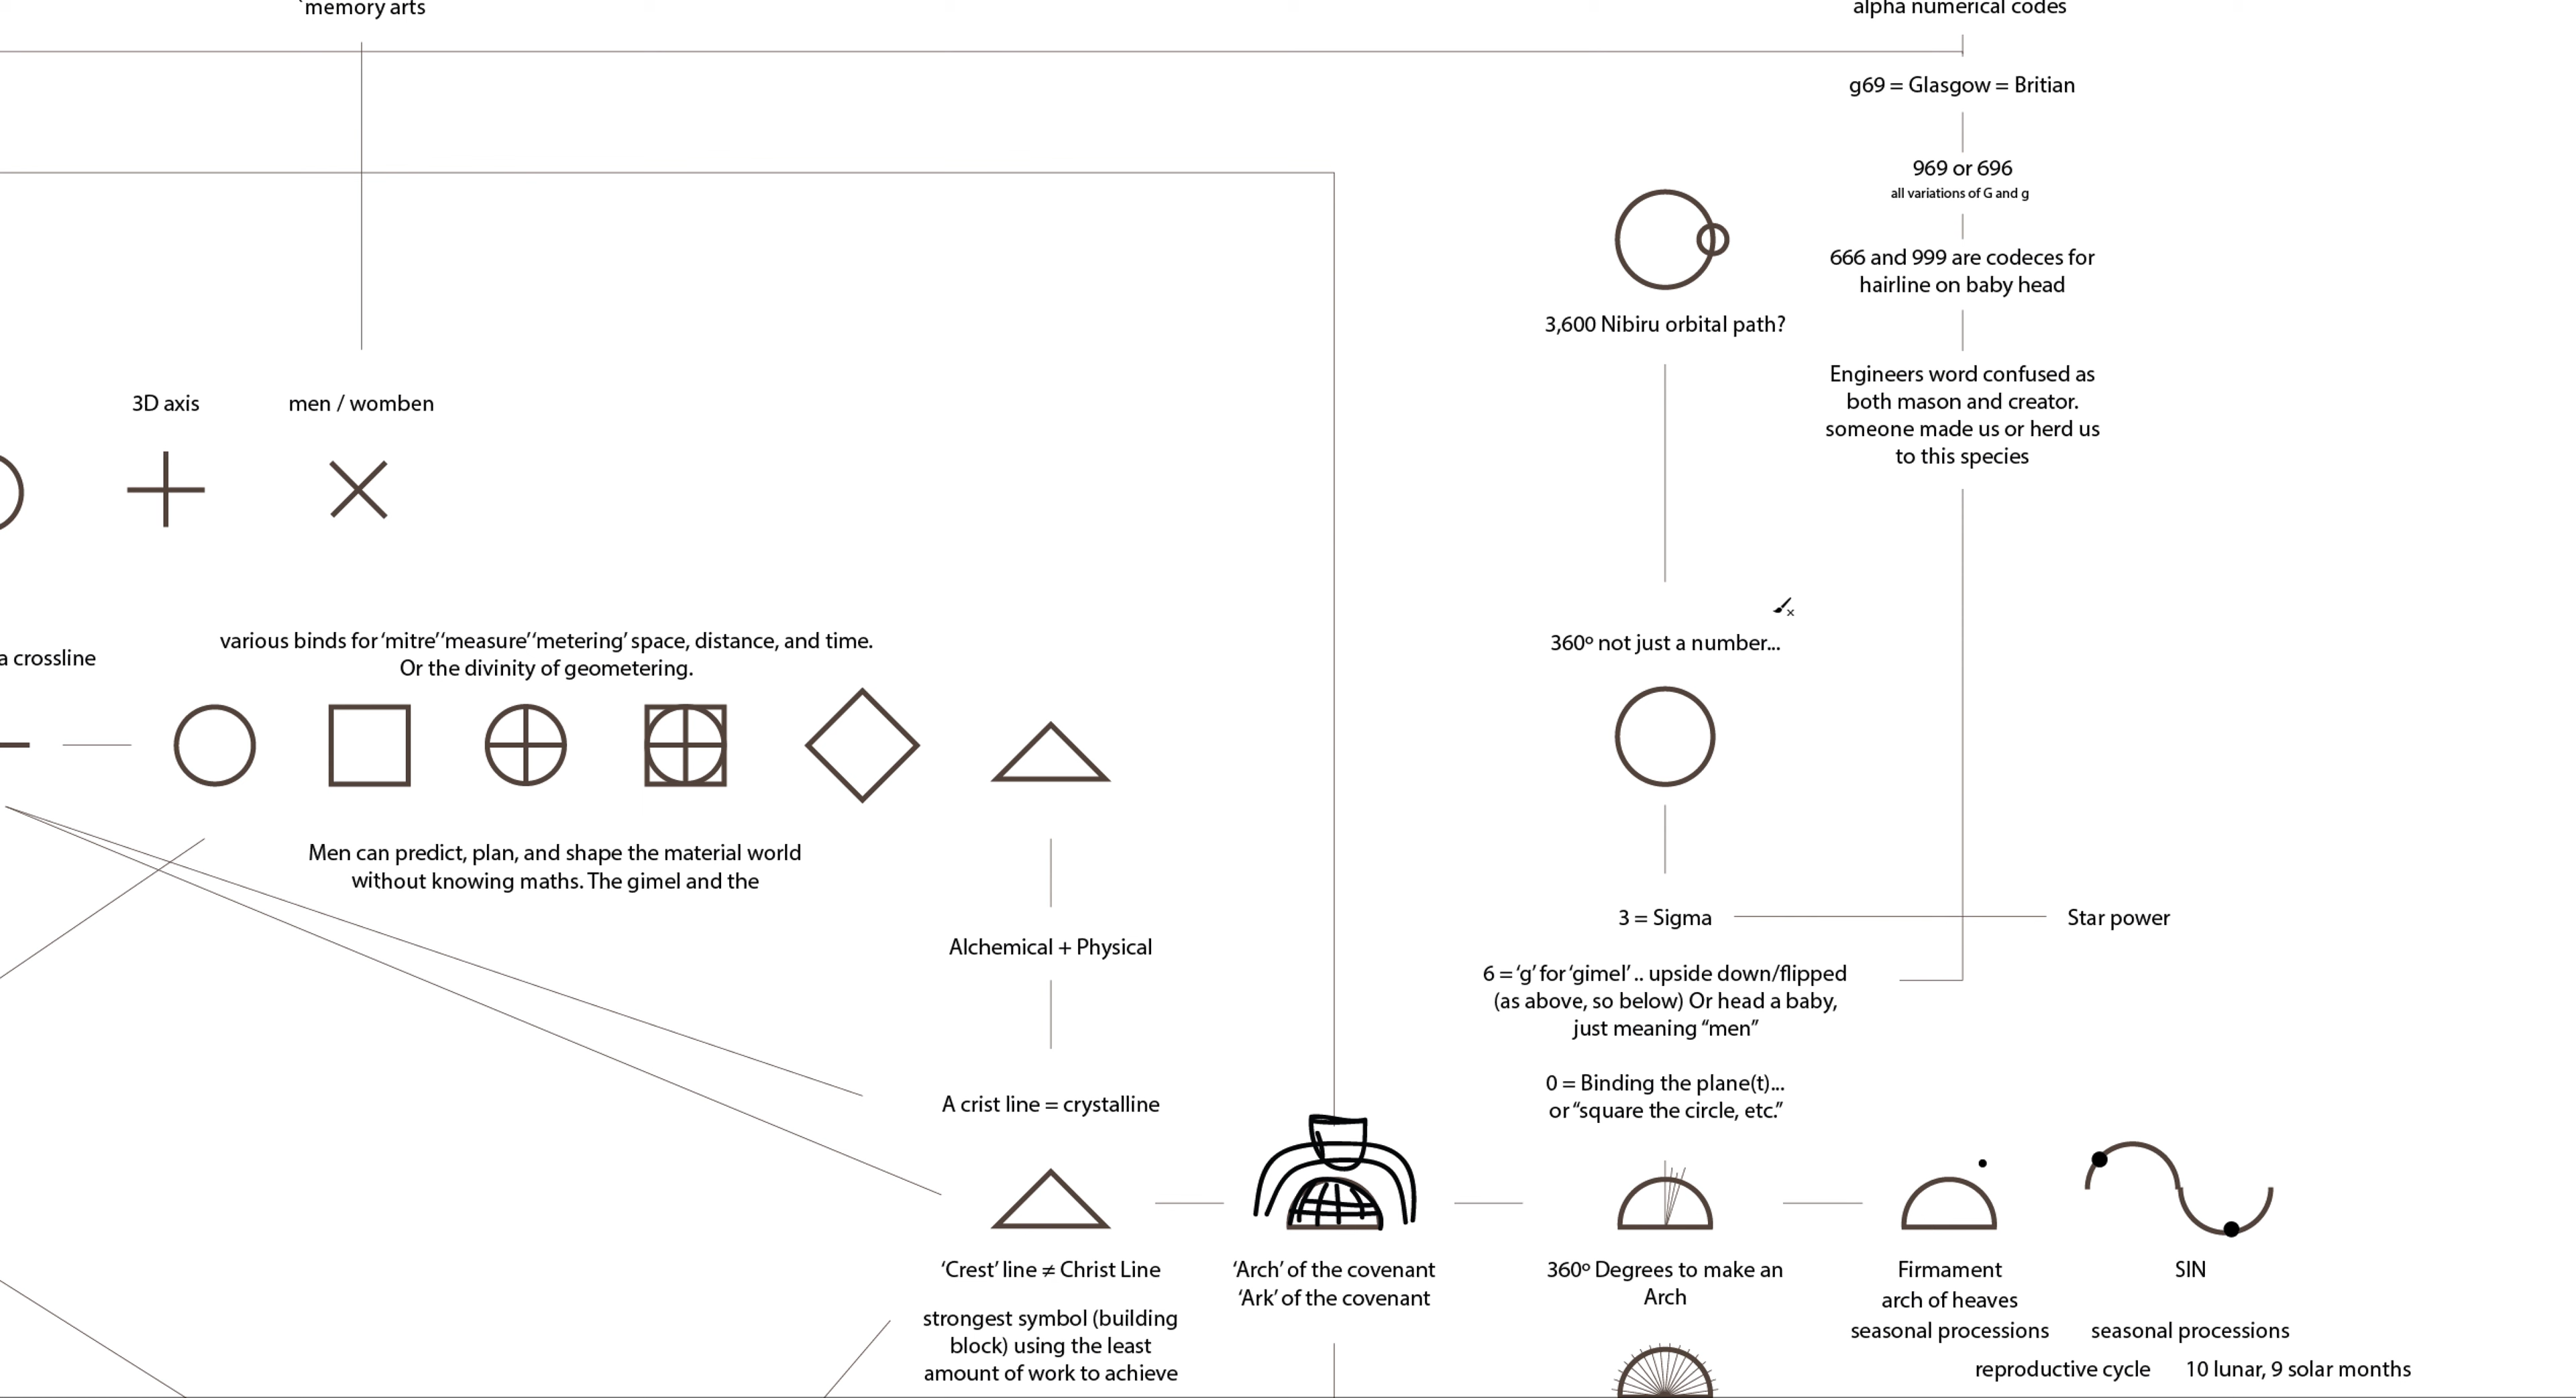 `memory arts
alpha numerical codes
g69 = Glasgow = Britian
969 or 696
all variations of G and g
666 and 999 are codeces for
hairline on baby head
3,600 Nibiru orbital path?
Engineers word confused as
both mason and creator.
someone made us or herd us
to this species
3D axis
men / womben
360º not just a number...
a crossline
various binds for ‘mitre’ ‘measure’ ‘metering’ space, distance, and time.
Or the divinity of geometering.
Men can predict, plan, and shape the material world
without knowing maths. The gimel and the
Alchemical + Physical
A crist line = crystalline
3 = Sigma
Star power
6 = ‘g’ for ‘gimel’ .. upside down/flipped
(as above, so below) Or head a baby,
just meaning “men”
0 = Binding the plane(t)...
or “square the circle, etc.”
‘Crest’ line ≠ Christ Line
strongest symbol (building
block) using the least
amount of work to achieve
‘Arch’ of the covenant
‘Ark’ of the covenant
360º Degrees to make an
Arch
Firmament
arch of heaves
seasonal processions
SIN
seasonal processions
reproductive cycle
10 lunar, 9 solar months